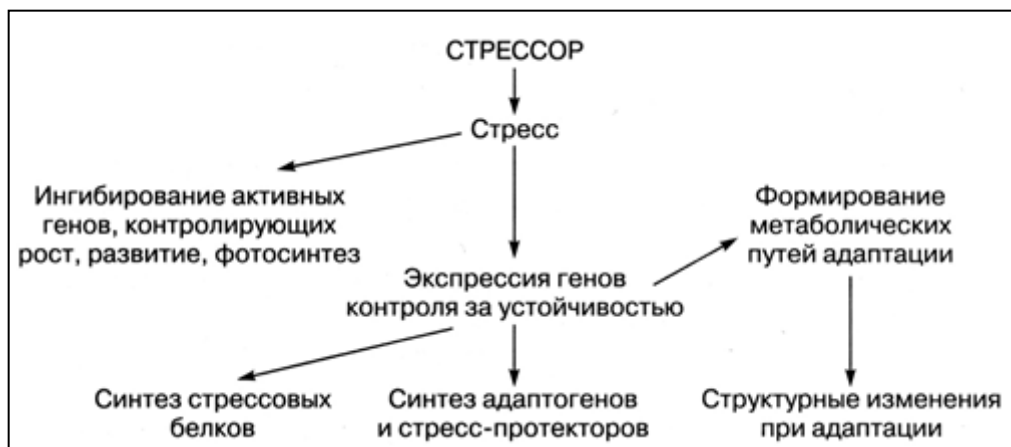 СТРЕССОР
Стресс
Ингибирование активных
генов, контролирующих
рост, развитие, фотосинтез
Формирование
метаболических
путей адаптации
Экспрессия генов
контроля за устойчивостью
Синтез стрессовых
белков
Синтез адаптогенов
и стресс-протекторов
Структурные изменения
при адаптации